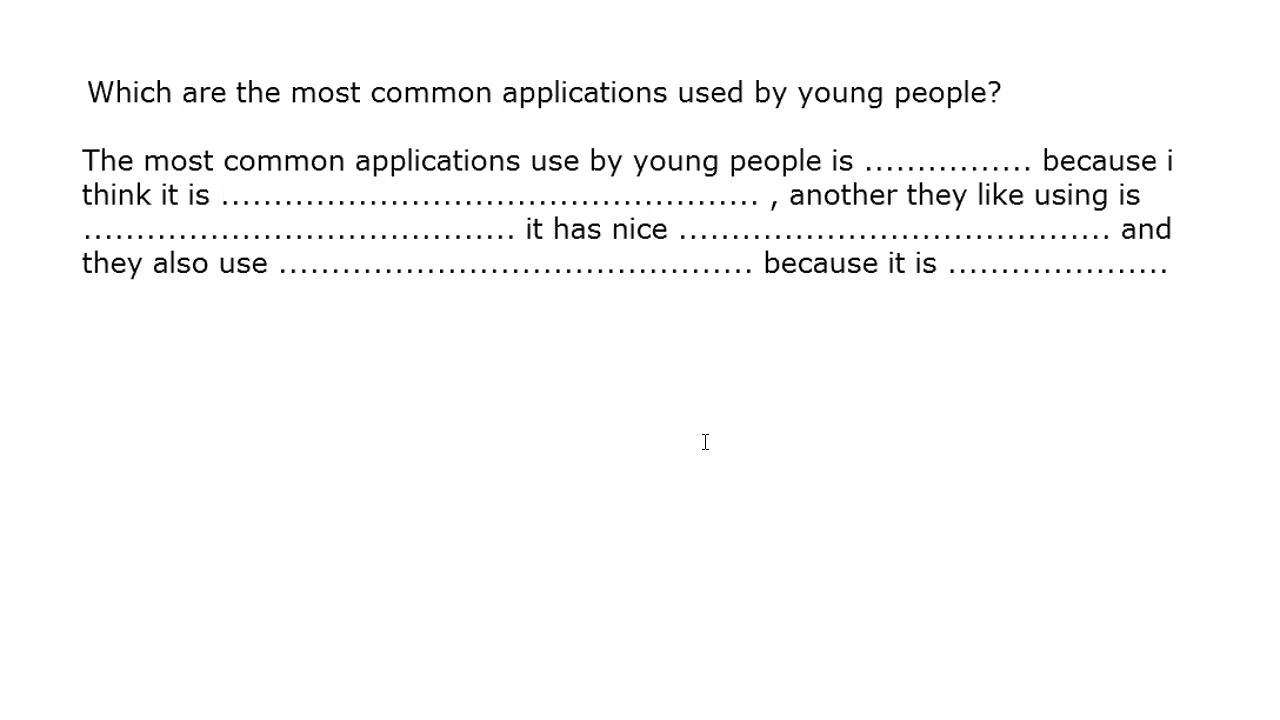 Which are the most common applications used by young people?
The most common applications use by young people is ................ because i
think it is ................................................... , another they like using is
......................................... it has nice ......................................... and
they also use ............................................. because it is .....................